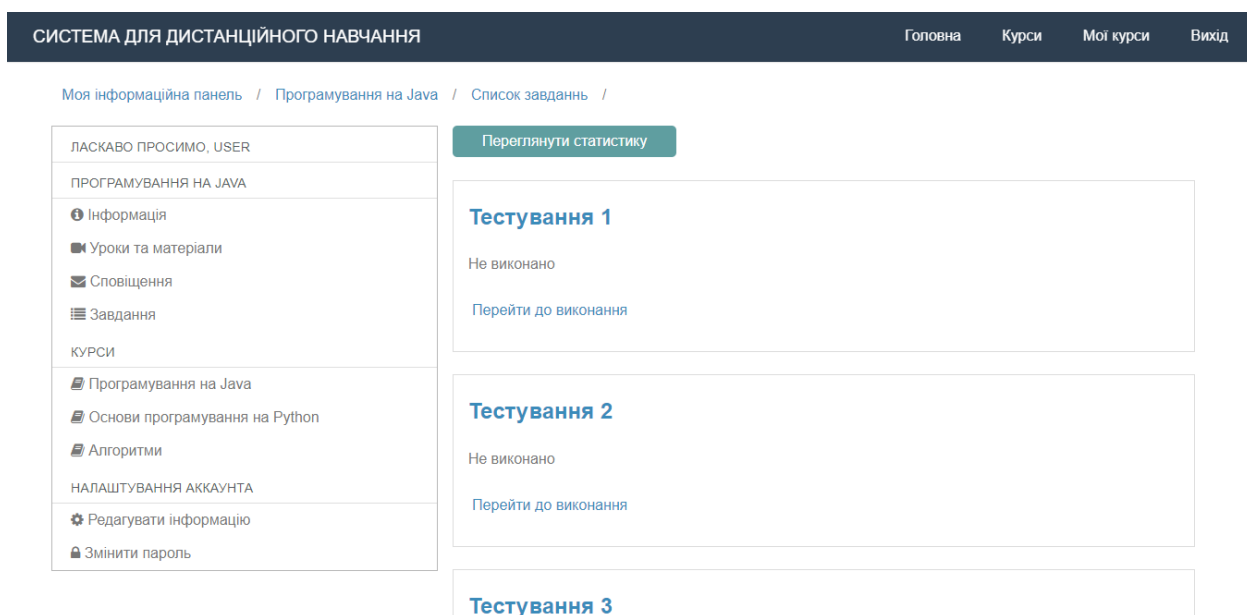 СИСТЕМА ДЛЯ ДИСТАНЦІЙНОГО НАВЧАННЯ
Головна Курси Мої курси Вихід
Моя інформаційна панель / Програмування на Java / Список завданнь /
ЛАСКАВО ПРОСИМО, USER
ПРОГРАМУВАННЯ НА JAVA
Інформація
Уроки та матеріали
Сповіщення
Завдання
КУРСИ
Програмування на Java
Основи програмування на Python
Алгоритми
НАЛАШТУВАННЯ АККАУНТА
Редагувати інформацію
Змінити пароль
Переглянути статистику
Тестування 1
Не виконано
Перейти до виконання
Тестування 2
Не виконано
Перейти до виконання
Тестування 3